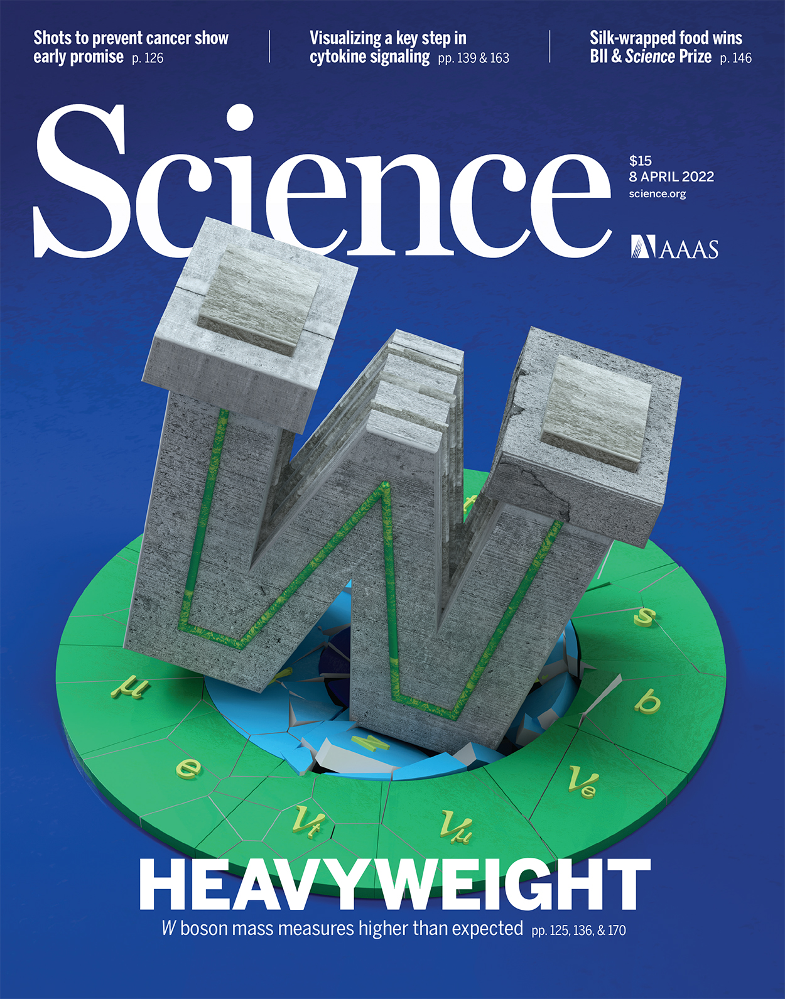 Shots to prevent cancer show
early promise p. 126
Visualizing a key step in
cytokine signaling pp. 139 & 163
Silk-wrapped food wins
BII & Science Prize p. 146
Science
$15
8 APRIL 2022
science.org
AAAS
W
s
μ
b
e
νe
νt
νμ
HEAVYWEIGHT
W boson mass measures higher than expected pp. 125, 136, & 170